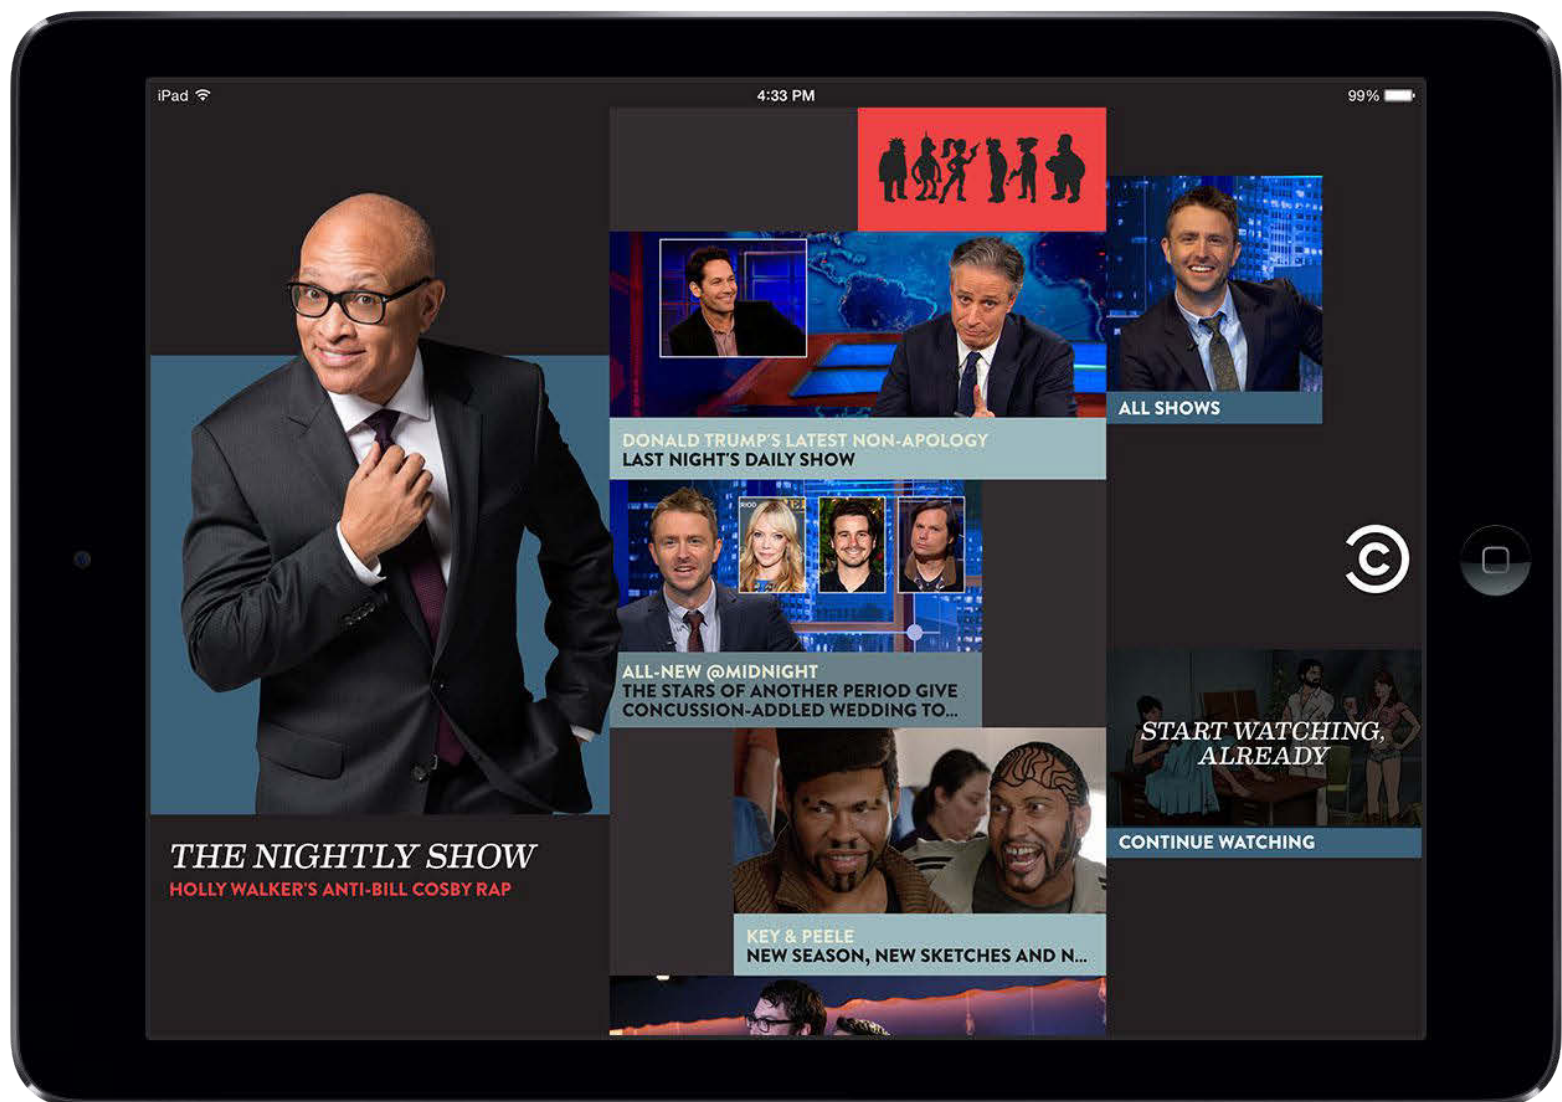 iPad
4:33 PM
99%
THE NIGHTLY SHOW
HOLLY WALKER'S ANTI-BILL COSBY RAP
DONALD TRUMP'S LATEST NON-APOLOGY
LAST NIGHT'S DAILY SHOW
ALL-NEW @MIDNIGHT
THE STARS OF ANOTHER PERIOD GIVE
CONCUSSION-ADDLED WEDDING TO...
KEY & PEELE
NEW SEASON, NEW SKETCHES AND N...
ALL SHOWS
C
START WATCHING,
ALREADY
CONTINUE WATCHING